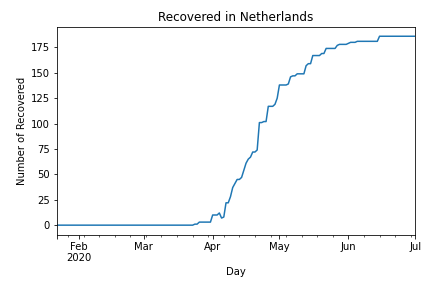 Recovered in Netherlands
Number of Recovered
175
150
125
100
75
50
25
0
Feb
2020
Mar
Apr
May
Jun
Jul
Day